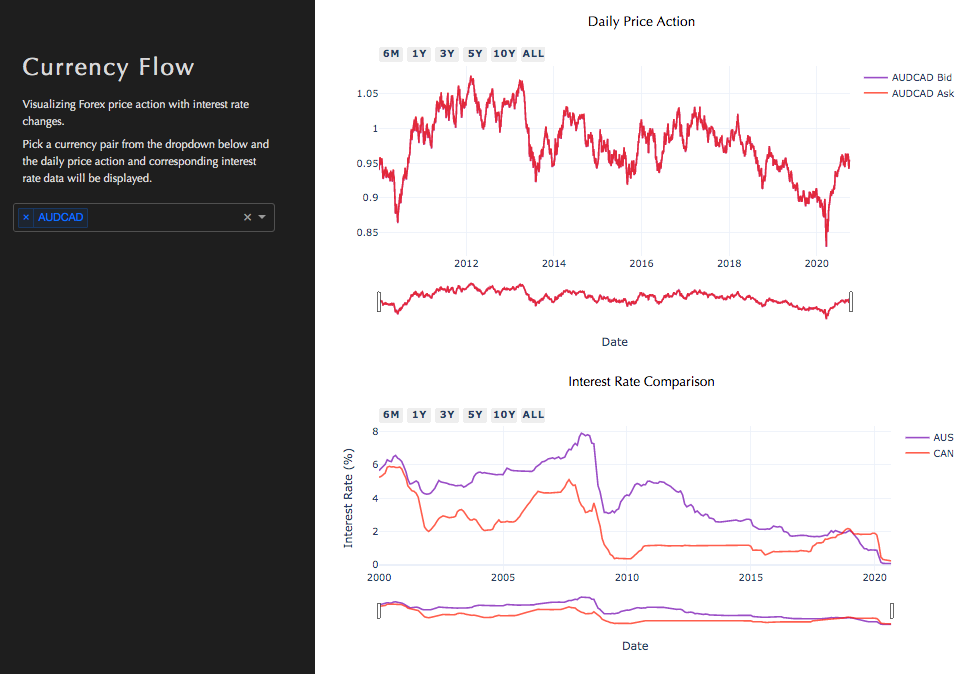 Currency Flow
Visualizing Forex price action with interest rate
changes.
Pick a currency pair from the dropdown below and
the daily price action and corresponding interest
rate data will be displayed.
× AUDCAD ×
Daily Price Action
6M 1Y 3Y 5Y 10Y ALL
AUDCAD Bid
AUDCAD Ask
1.05
1
0.95
0.9
0.85
2012 2014 2016 2018 2020
Date
Interest Rate Comparison
6M 1Y 3Y 5Y 10Y ALL
AUS
CAN
Interest Rate (%)
8
6
4
2
0
2000 2005 2010 2015 2020
Date